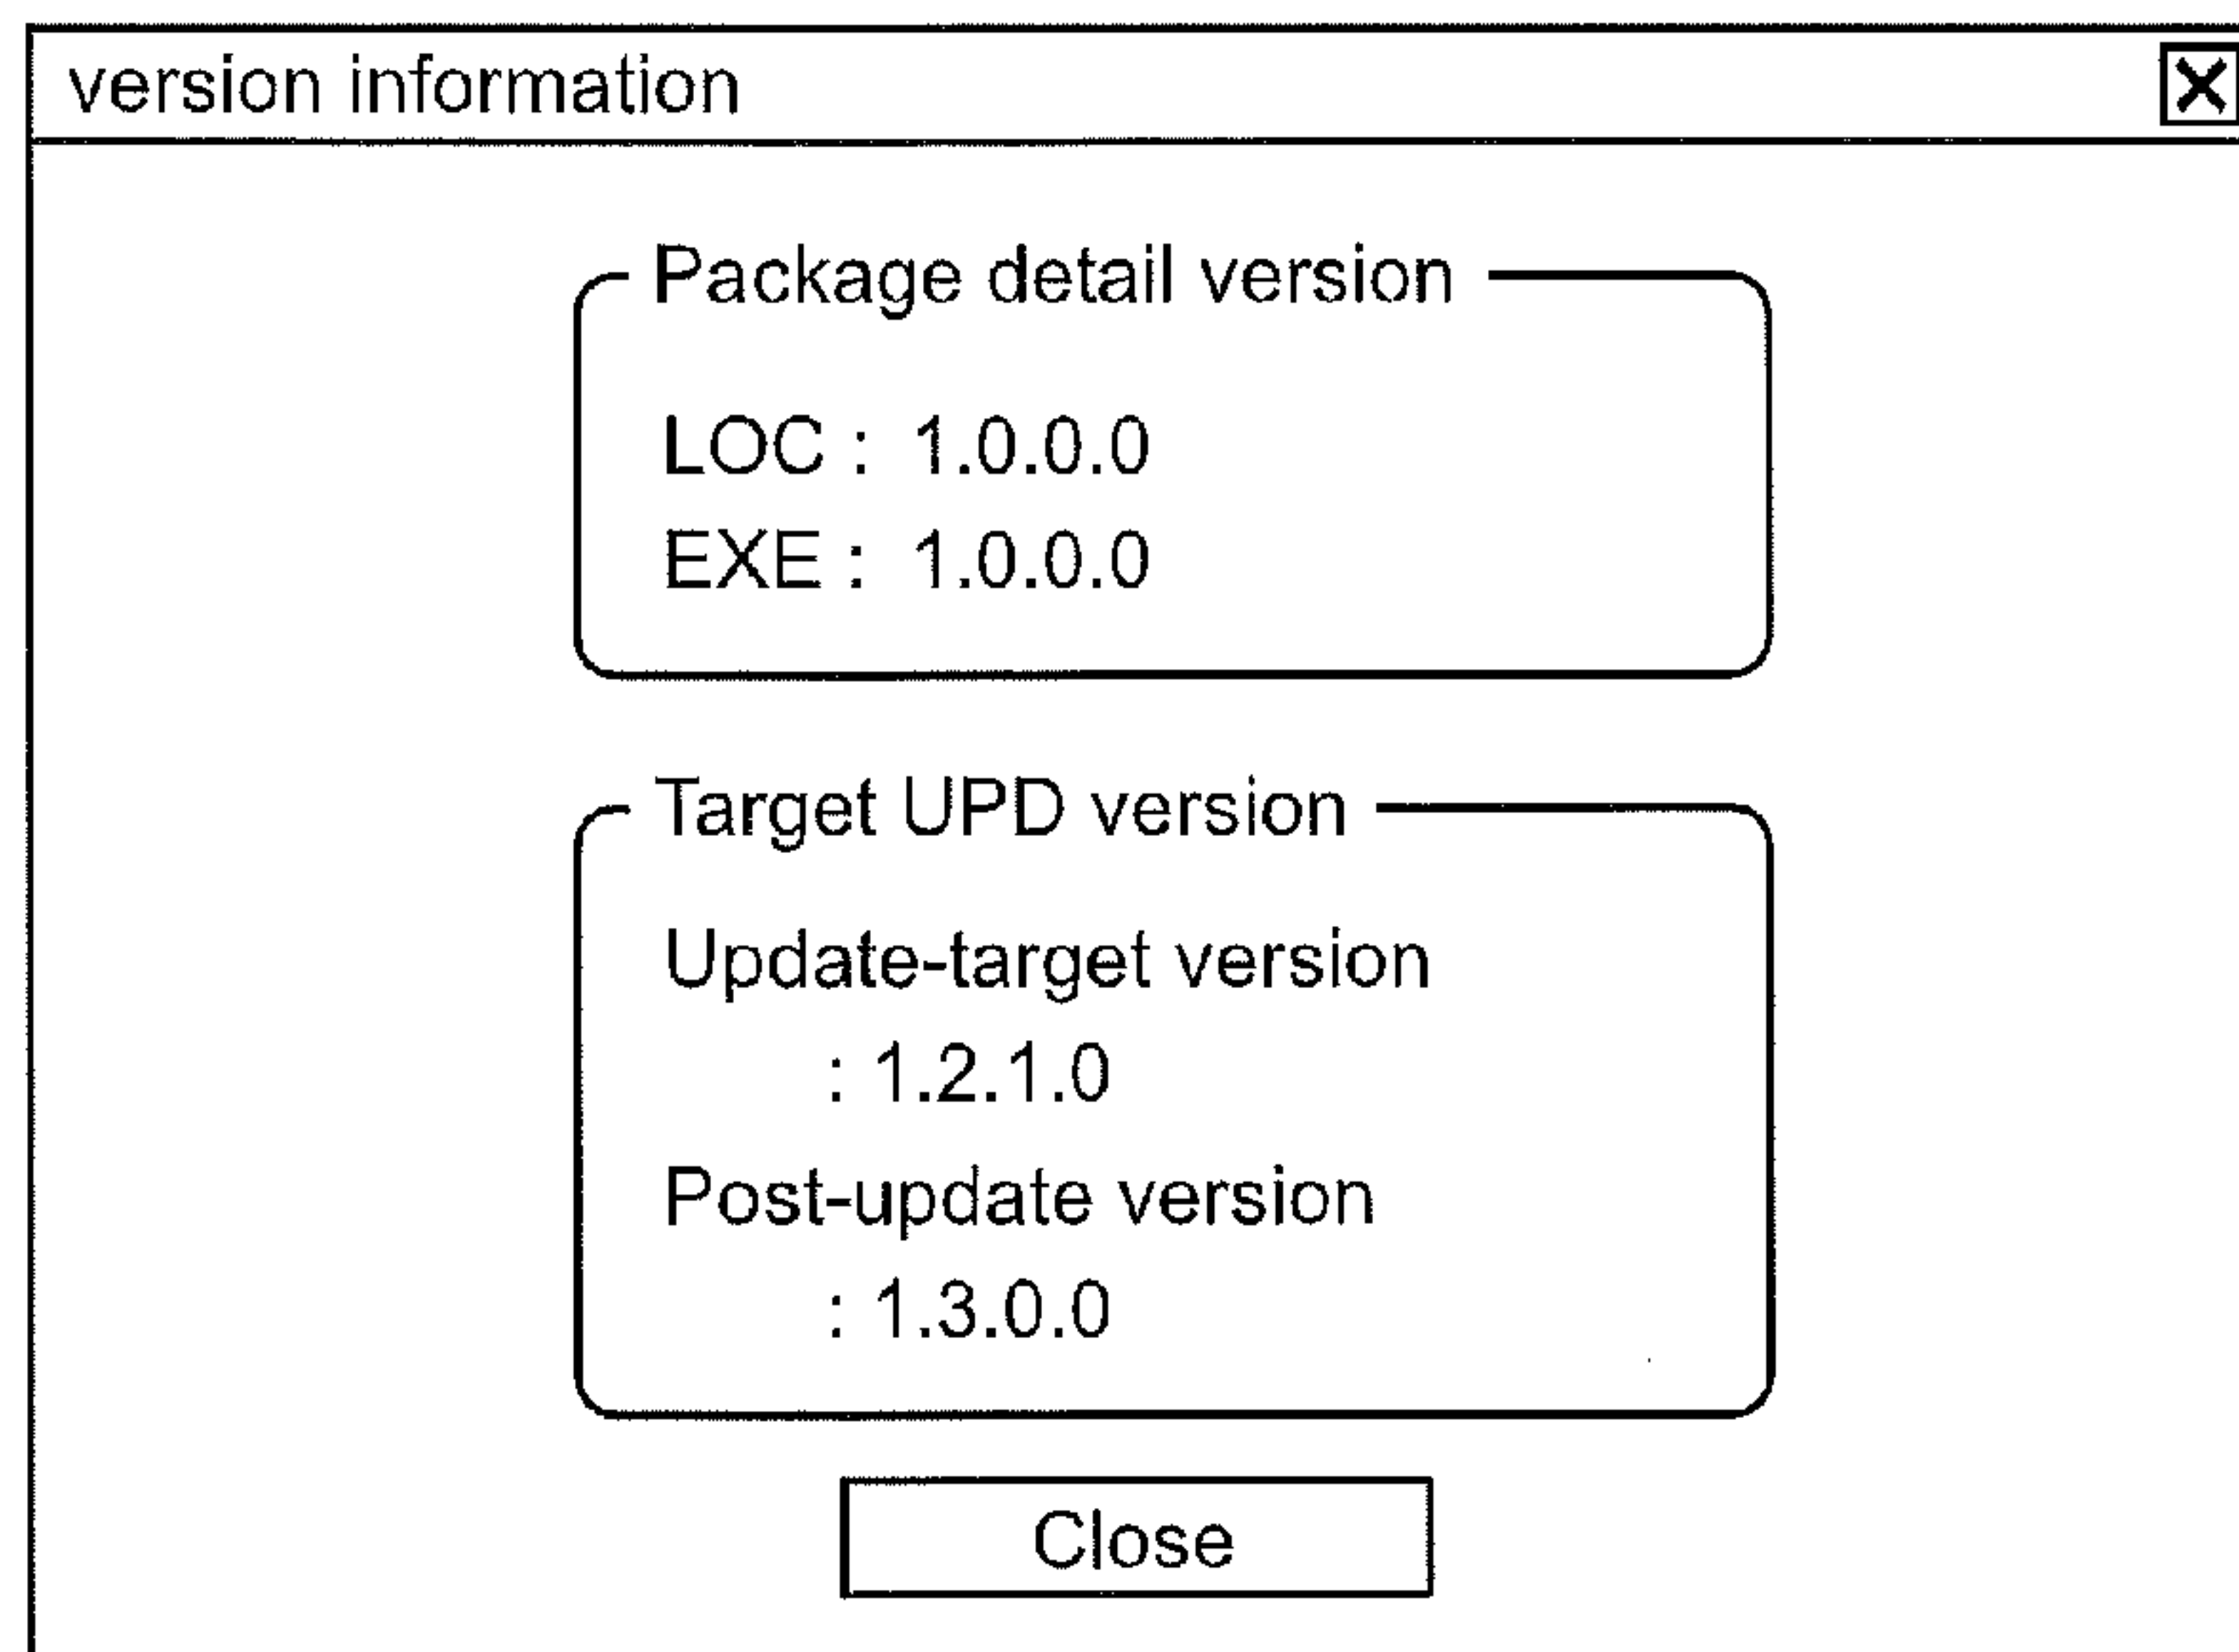 version information
Package detail version
LOC : 1.0.0.0
EXE : 1.0.0.0
Target UPD version
Update-target version
: 1.2.1.0
Post-update version
: 1.3.0.0
Close